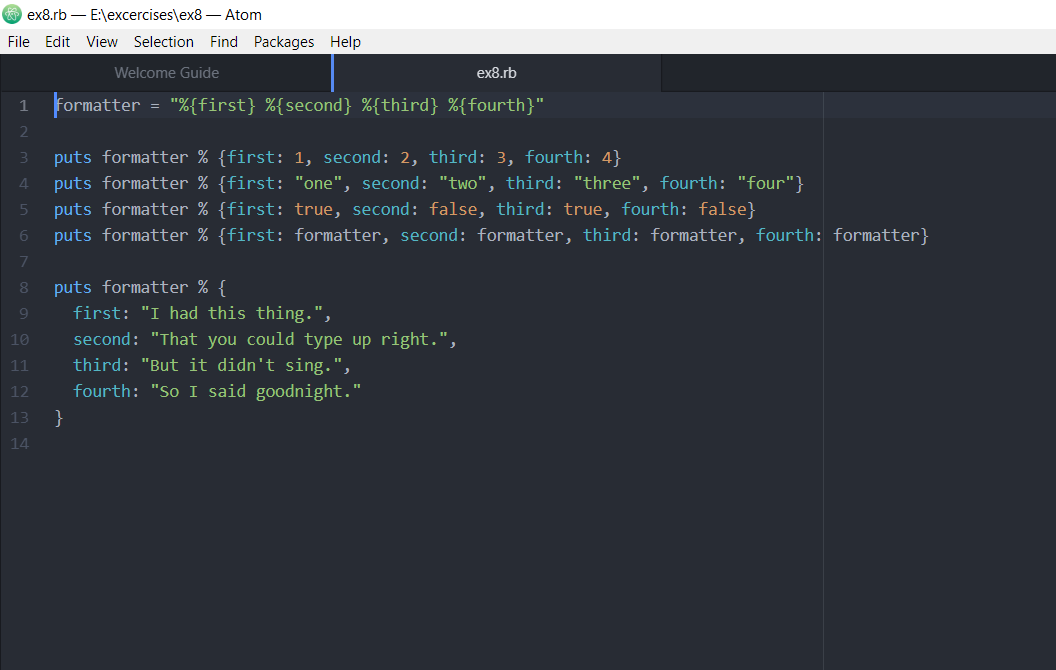 ex8.rb — E:\excercises\ex8 — Atom
File Edit View Selection Find Packages Help
Welcome Guide ex8.rb
1 formatter = "%{first} %{second} %{third} %{fourth}"
2
3 puts formatter % {first: 1, second: 2, third: 3, fourth: 4}
4 puts formatter % {first: "one", second: "two", third: "three", fourth: "four"}
5 puts formatter % {first: true, second: false, third: true, fourth: false}
6 puts formatter % {first: formatter, second: formatter, third: formatter, fourth: formatter}
7
8 puts formatter % {
9   first: "I had this thing.",
10   second: "That you could type up right.",
11   third: "But it didn't sing.",
12   fourth: "So I said goodnight."
13 }
14